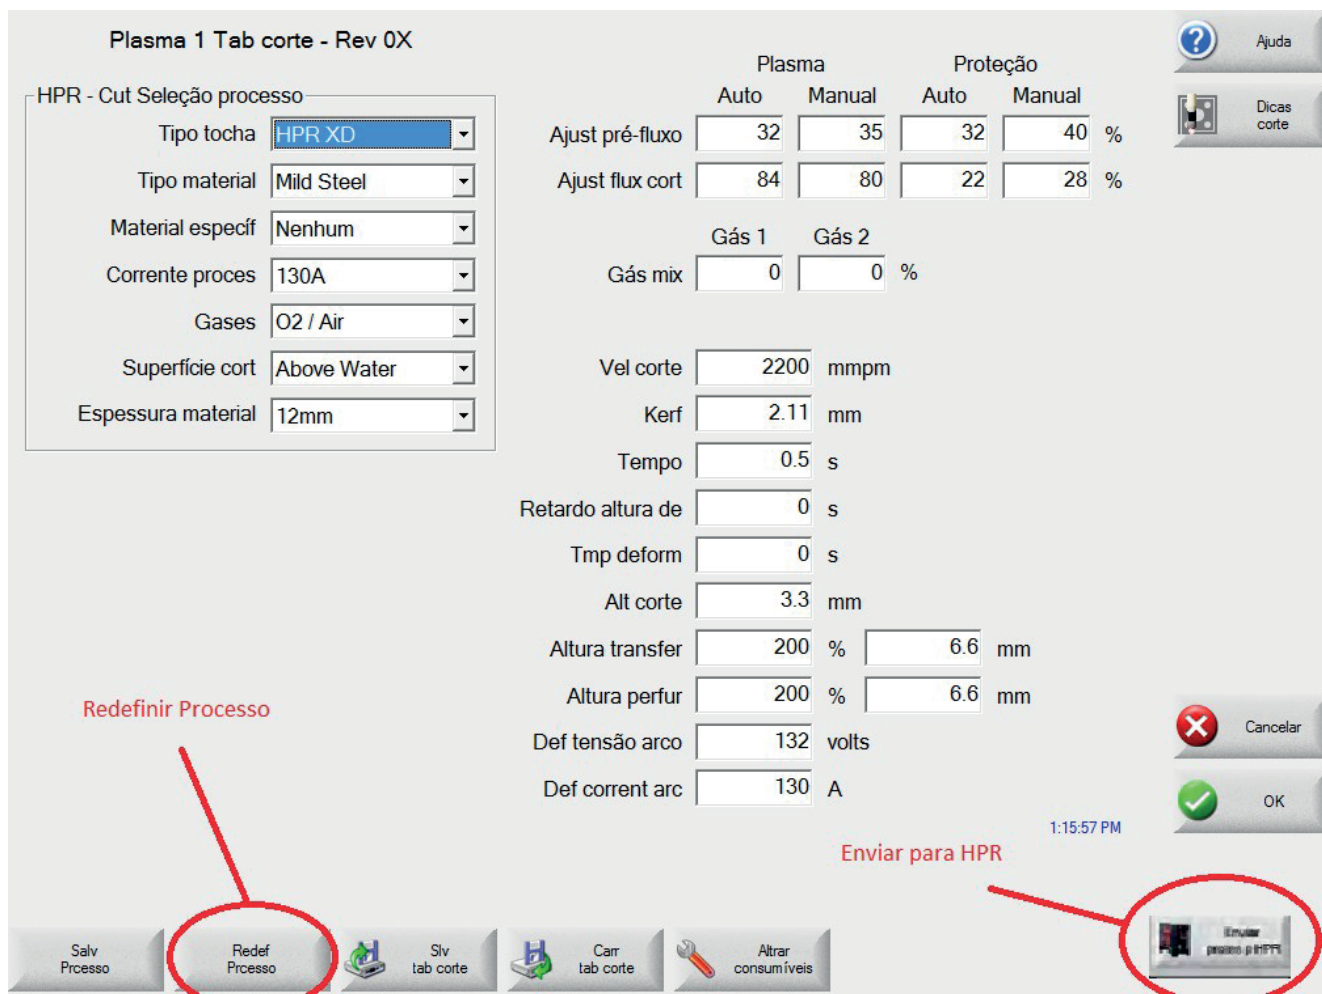 Plasma 1 Tab corte - Rev 0X
HPR - Cut Seleção processo
Tipo tocha HPR XD
Tipo material Mild Steel
Material específ Nenhum
Corrente proces 130A
Gases O2 / Air
Superfície cort Above Water
Espessura material 12mm
Plasma Proteção
Auto Manual Auto Manual
Ajust pré-fluxo 32 35 32 40 %
Ajust flux cort 84 80 22 28 %
Gás 1 Gás 2
Gás mix 0 0 %
Vel corte 2200 mmpm
Kerf 2.11 mm
Tempo 0.5 s
Retardo altura de 0 s
Tmp deform 0 s
Alt corte 3.3 mm
Altura transfer 200 % 6.6 mm
Altura perfur 200 % 6.6 mm
Def tensão arco 132 volts
Def corrent arc 130 A
Ajuda
Dicas
corte
Cancelar
OK
1:15:57 PM
Redefinir Processo
Enviar para HPR
Salv
Prcesso
Redef
Prcesso
Slv
tab corte
Carr
tab corte
Altrar
consumíveis
Enviar
p/HPR